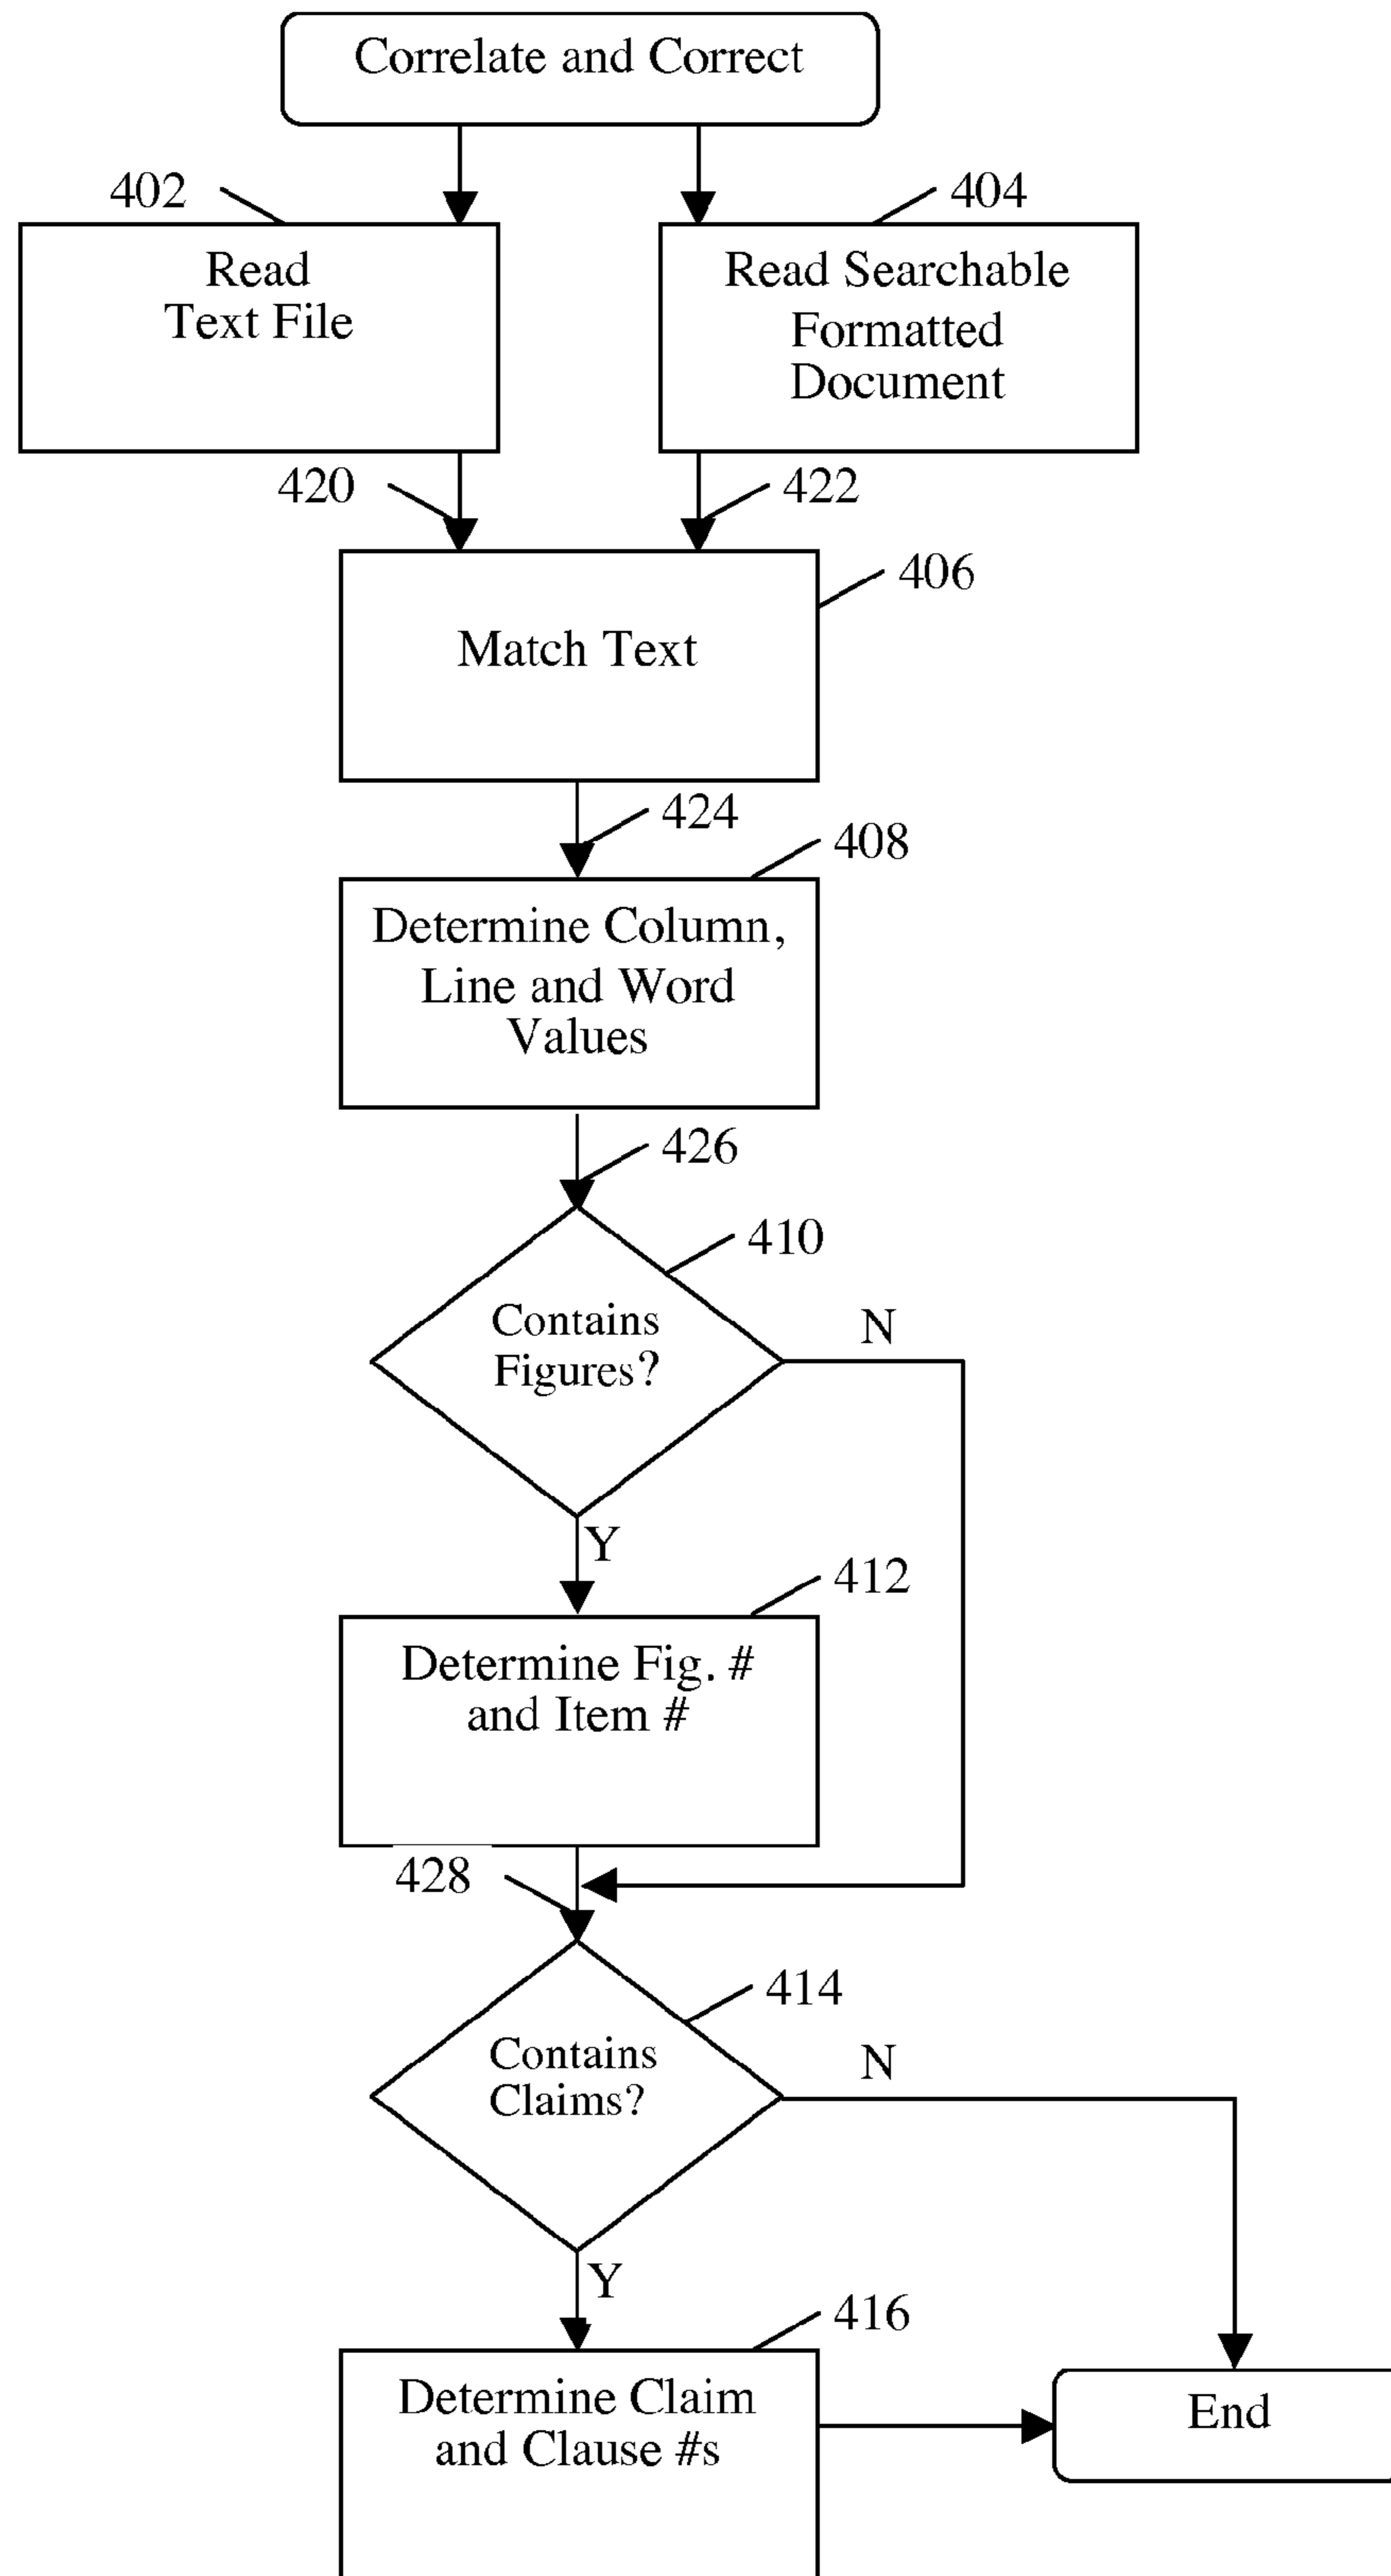 Correlate and Correct
402
404
Read
Text File
Read Searchable
Formatted
Document
420
422
406
Match Text
424
408
Determine Column,
Line and Word
Values
426
410
Contains
Figures?
N
Y
412
Determine Fig. #
and Item #
428
414
Contains
Claims?
N
Y
416
Determine Claim
and Clause #s
End